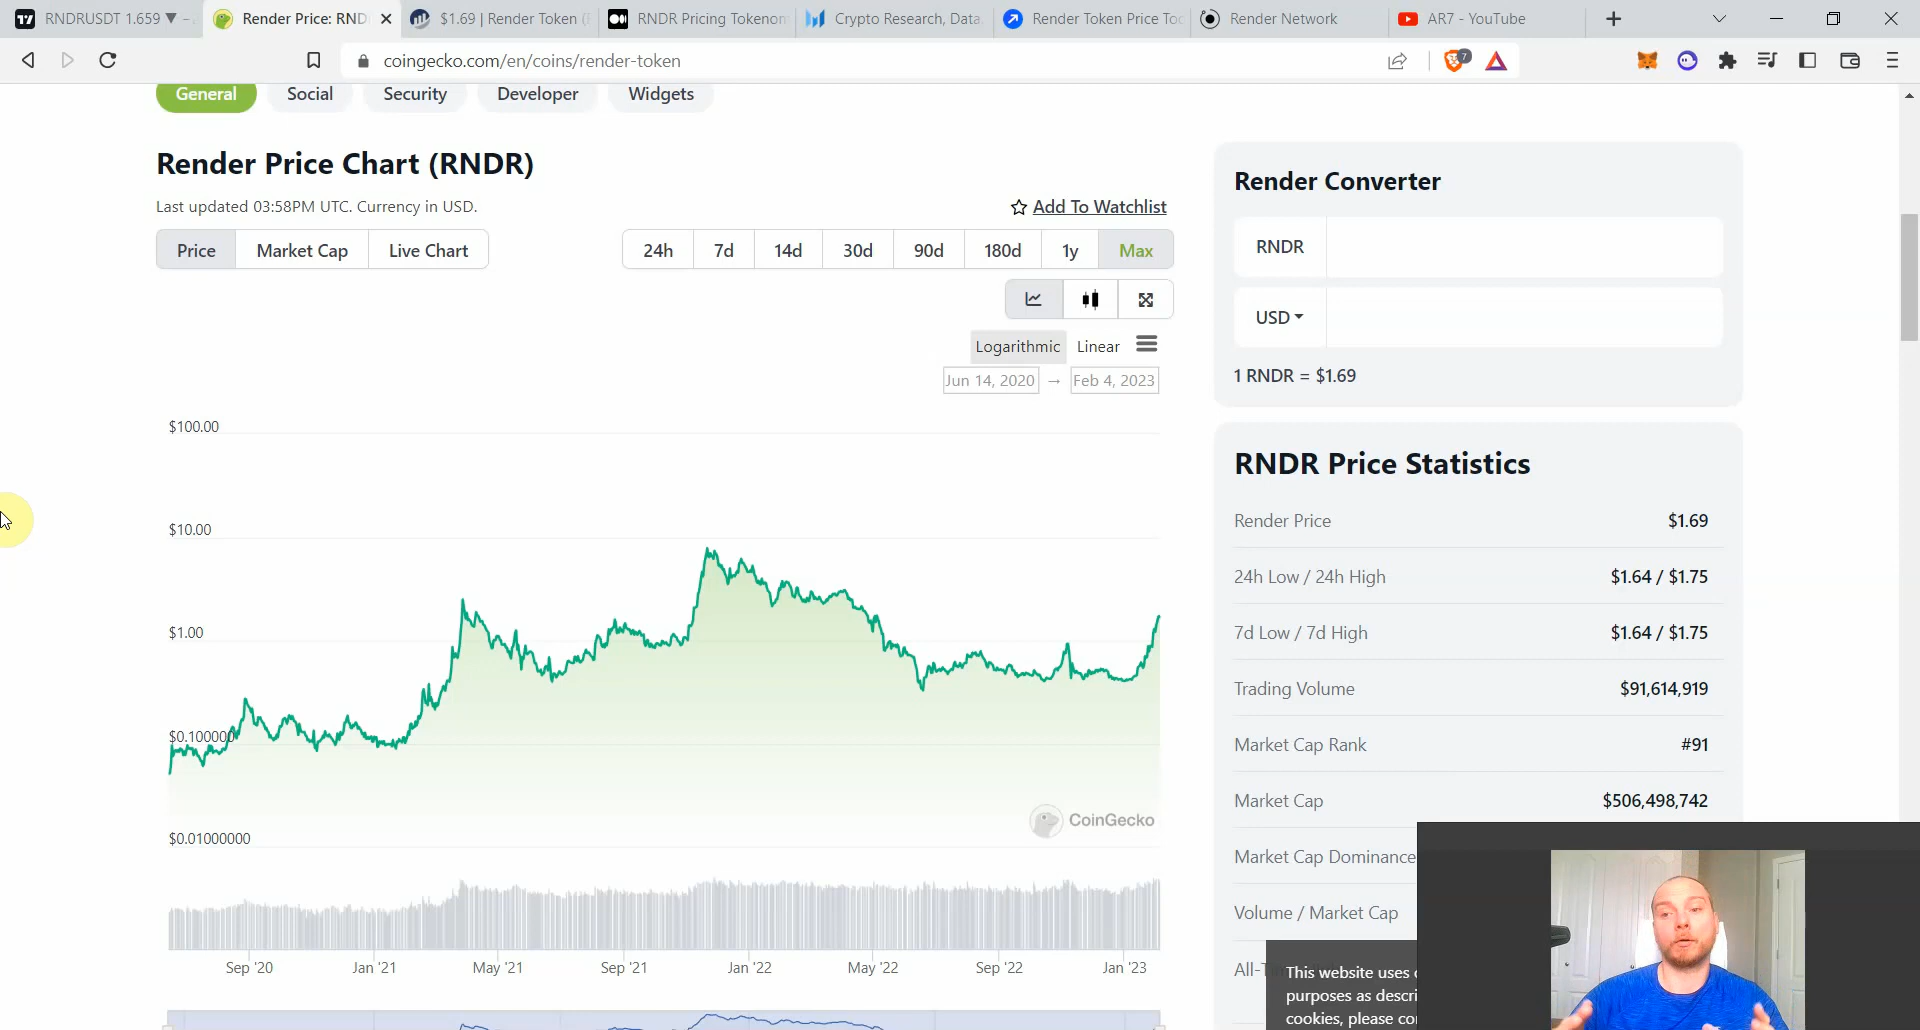 RNDRUSDT 1.659 ▼ −
Render Price: RND
$1.69 | Render Token (
RNDR Pricing Tokenom
Crypto Research, Data
Render Token Price Toc
Render Network
AR7 - YouTube
coingecko.com/en/coins/render-token
7
General
Social
Security
Developer
Widgets
Render Price Chart (RNDR)
Last updated 03:58PM UTC. Currency in USD.
Add To Watchlist
Price
Market Cap
Live Chart
24h
7d
14d
30d
90d
180d
1y
Max
Logarithmic
Linear
Jun 14, 2020 → Feb 4, 2023
$100.00
$10.00
$1.00
$0.100000
$0.01000000
CoinGecko
Sep '20
Jan '21
May '21
Sep '21
Jan '22
May '22
Sep '22
Jan '23
Render Converter
RNDR
USD
1 RNDR = $1.69
RNDR Price Statistics
Render Price $1.69
24h Low / 24h High $1.64 / $1.75
7d Low / 7d High $1.64 / $1.75
Trading Volume $91,614,919
Market Cap Rank #91
Market Cap $506,498,742
Market Cap Dominance
Volume / Market Cap
All-T
This website uses c
purposes as descri
cookies, please co